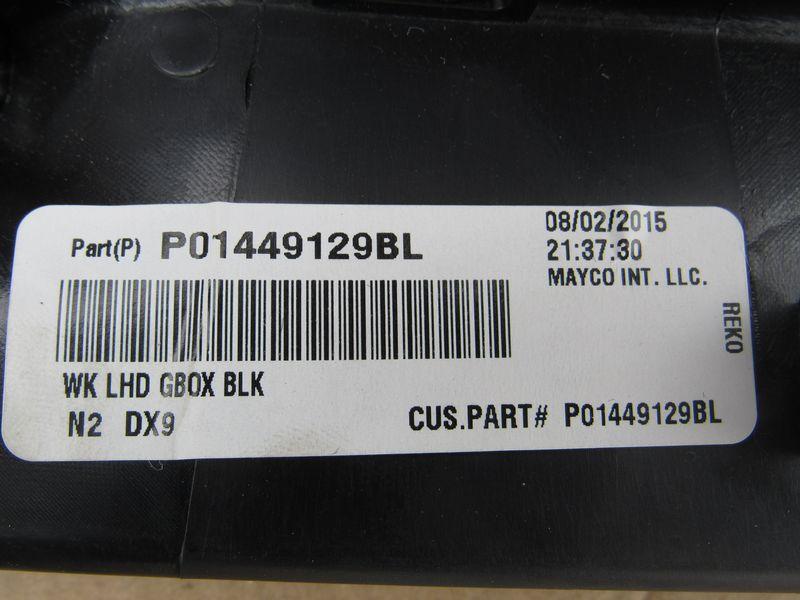 Part(P) P01449129BL
08/02/2015
21:37:30
MAYCO INT. LLC.
REKO
WK LHD GBOX BLK
N2 DX9
CUS.PART# P01449129BL